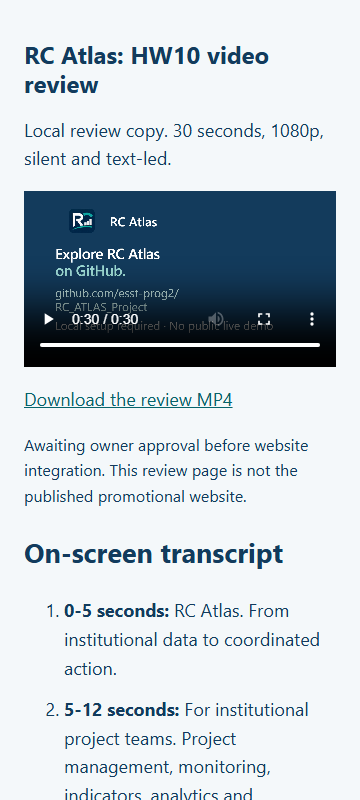 RC Atlas: HW10 video
review
Local review copy. 30 seconds, 1080p,
silent and text-led.
RC Atlas
Explore RC Atlas
on GitHub.
github.com/esst-prog2/
RC_ATLAS_Project
0:30 / 0:30
Local setup required · No public live demo
Download the review MP4
Awaiting owner approval before website
integration. This review page is not the
published promotional website.
On-screen transcript
1. 0-5 seconds: RC Atlas. From
institutional data to coordinated
action.
2. 5-12 seconds: For institutional
project teams. Project
management, monitoring,
indicators, analytics and